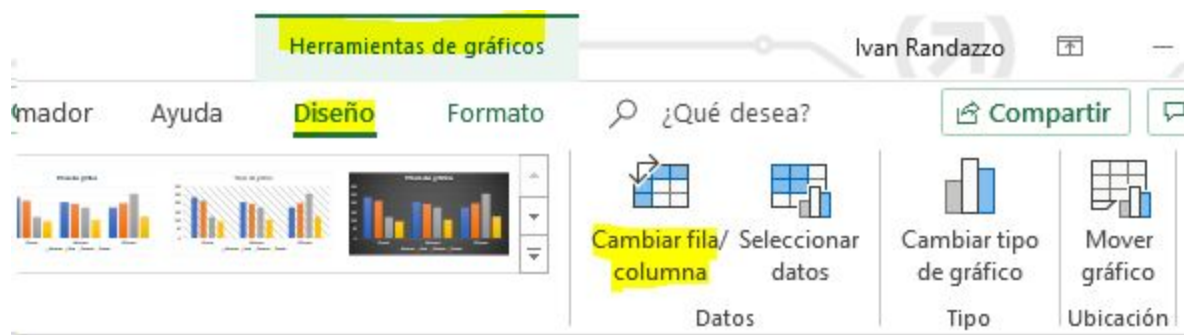 Herramientas de gráficos
Ivan Randazzo
mador Ayuda Diseño Formato ¿Qué desea? Compartir
Cambiar fila/ columna
Seleccionar datos
Cambiar tipo de gráfico
Mover gráfico
Datos Tipo Ubicación